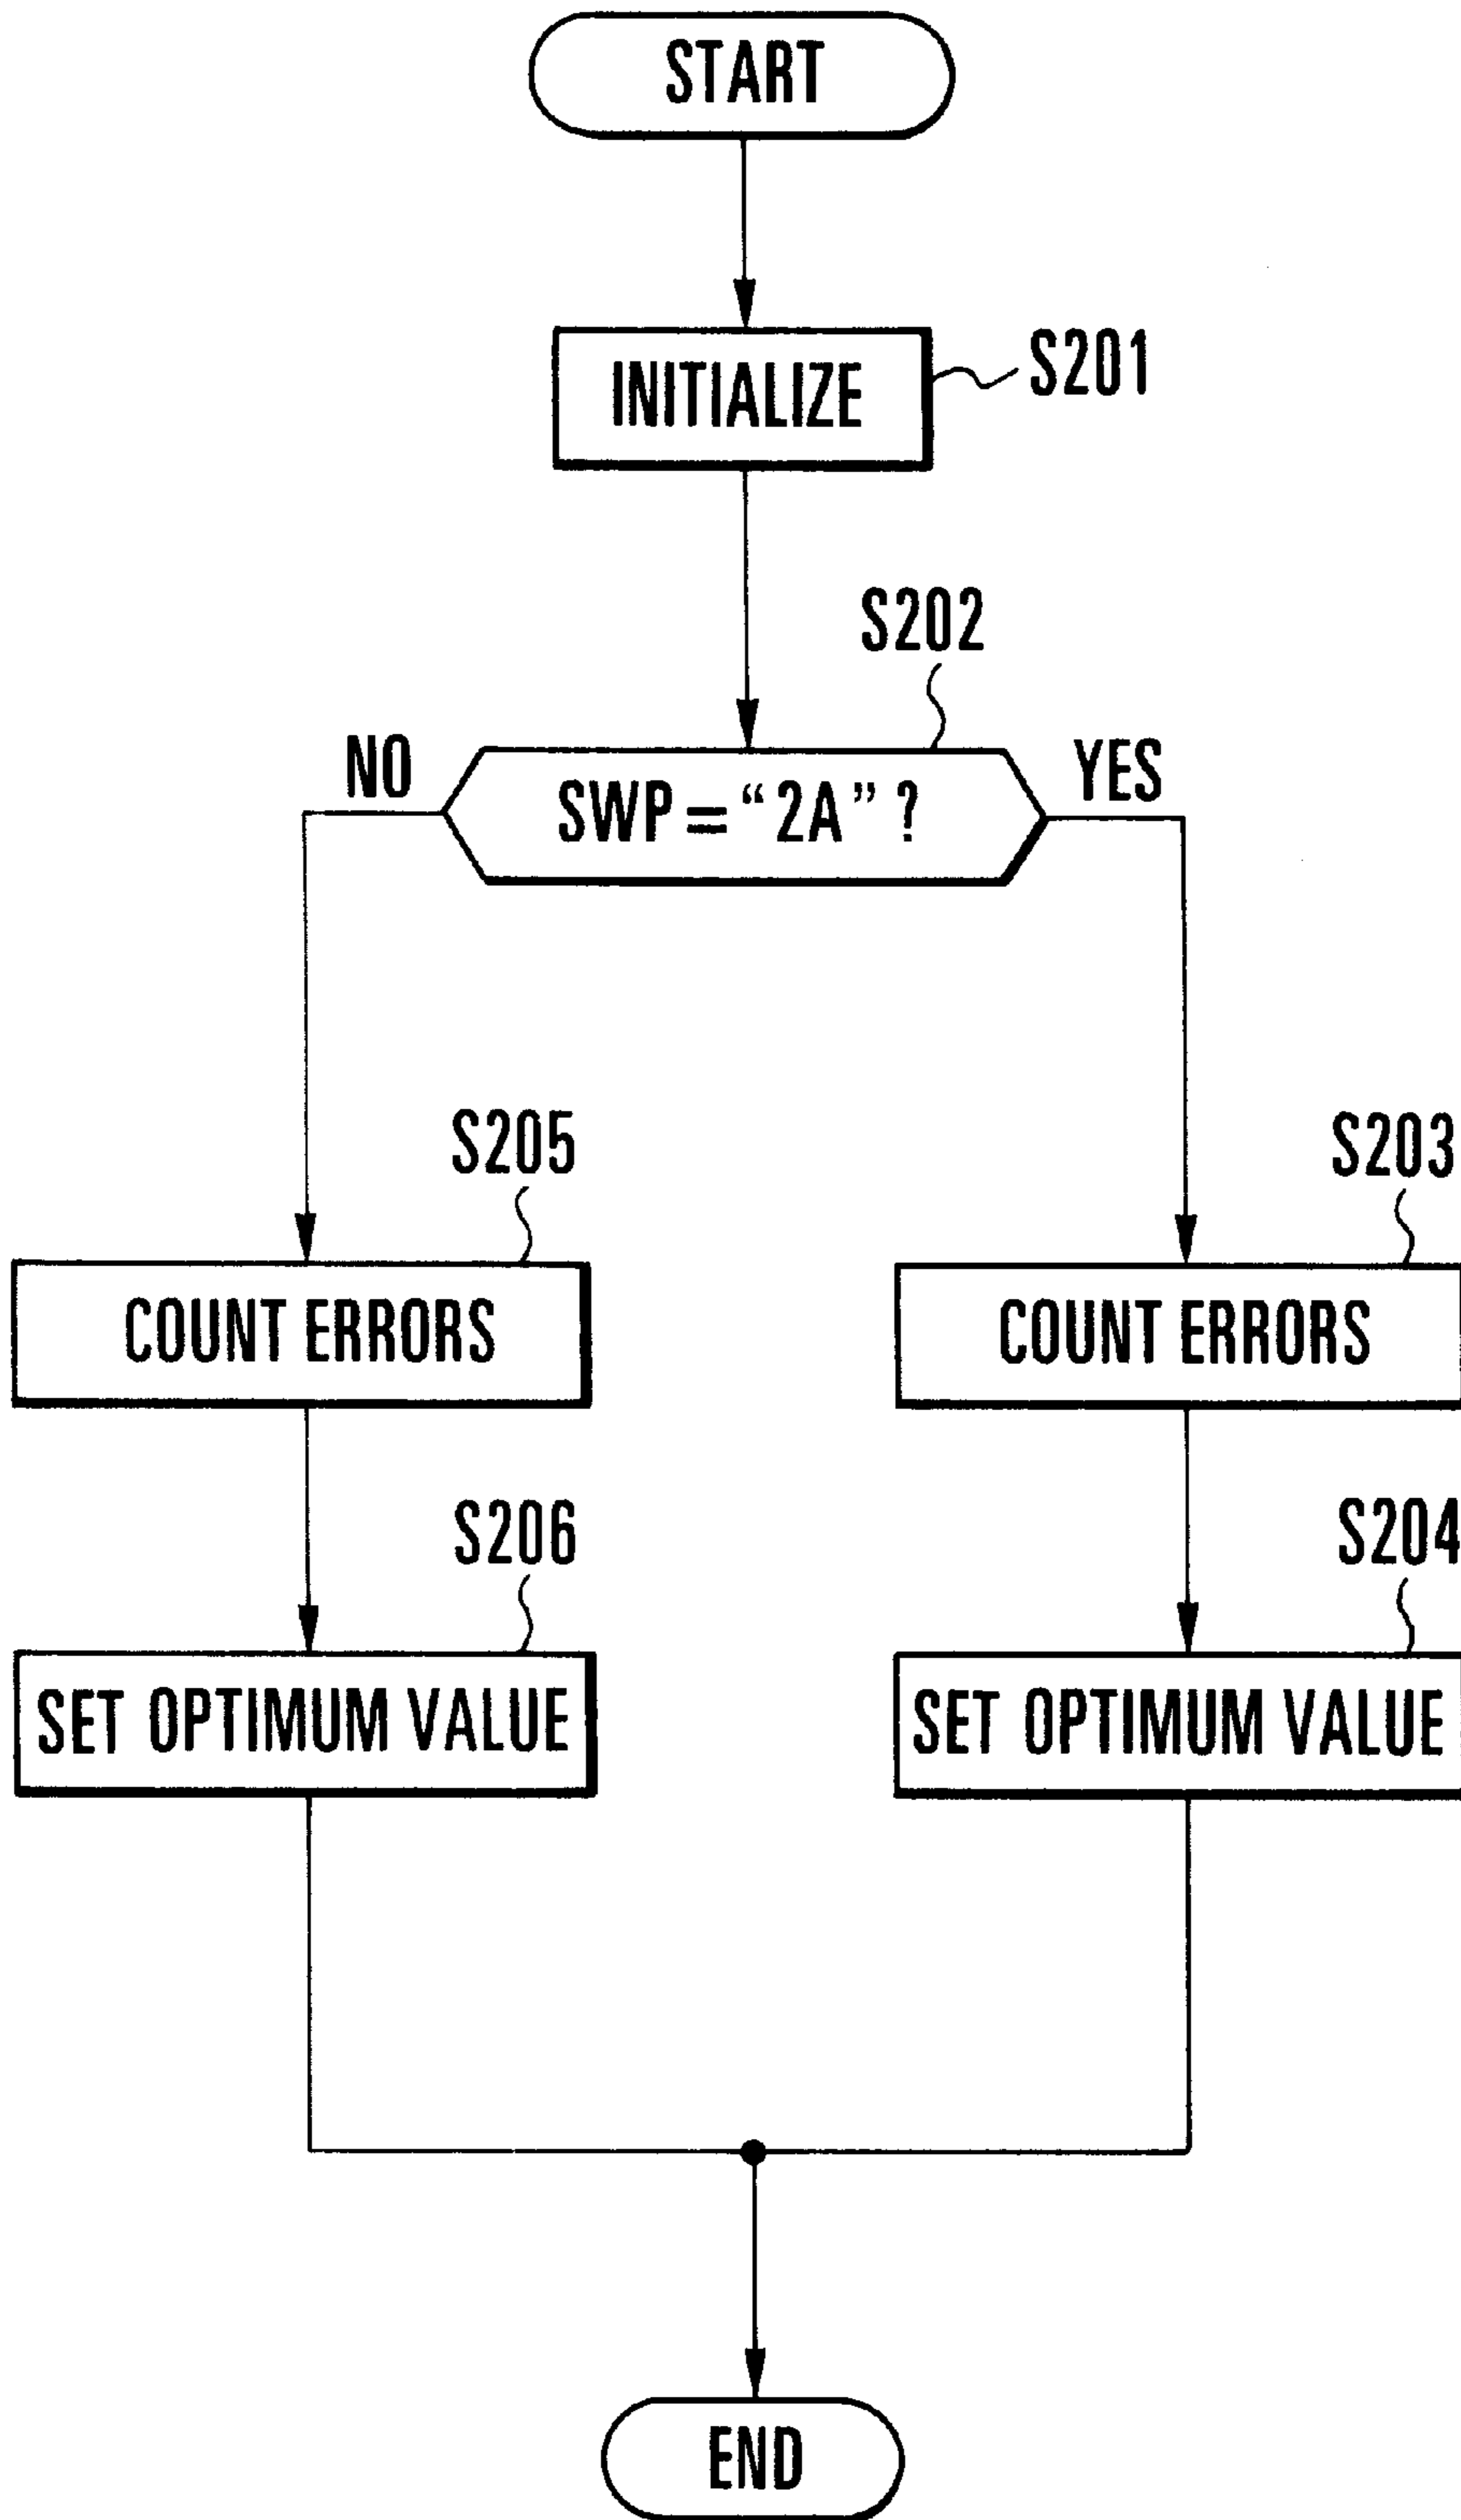 START
INITIALIZE
S201
S202
NO
SWP = “2A” ?
YES
S205
S203
COUNT ERRORS
COUNT ERRORS
S206
S204
SET OPTIMUM VALUE
SET OPTIMUM VALUE
END